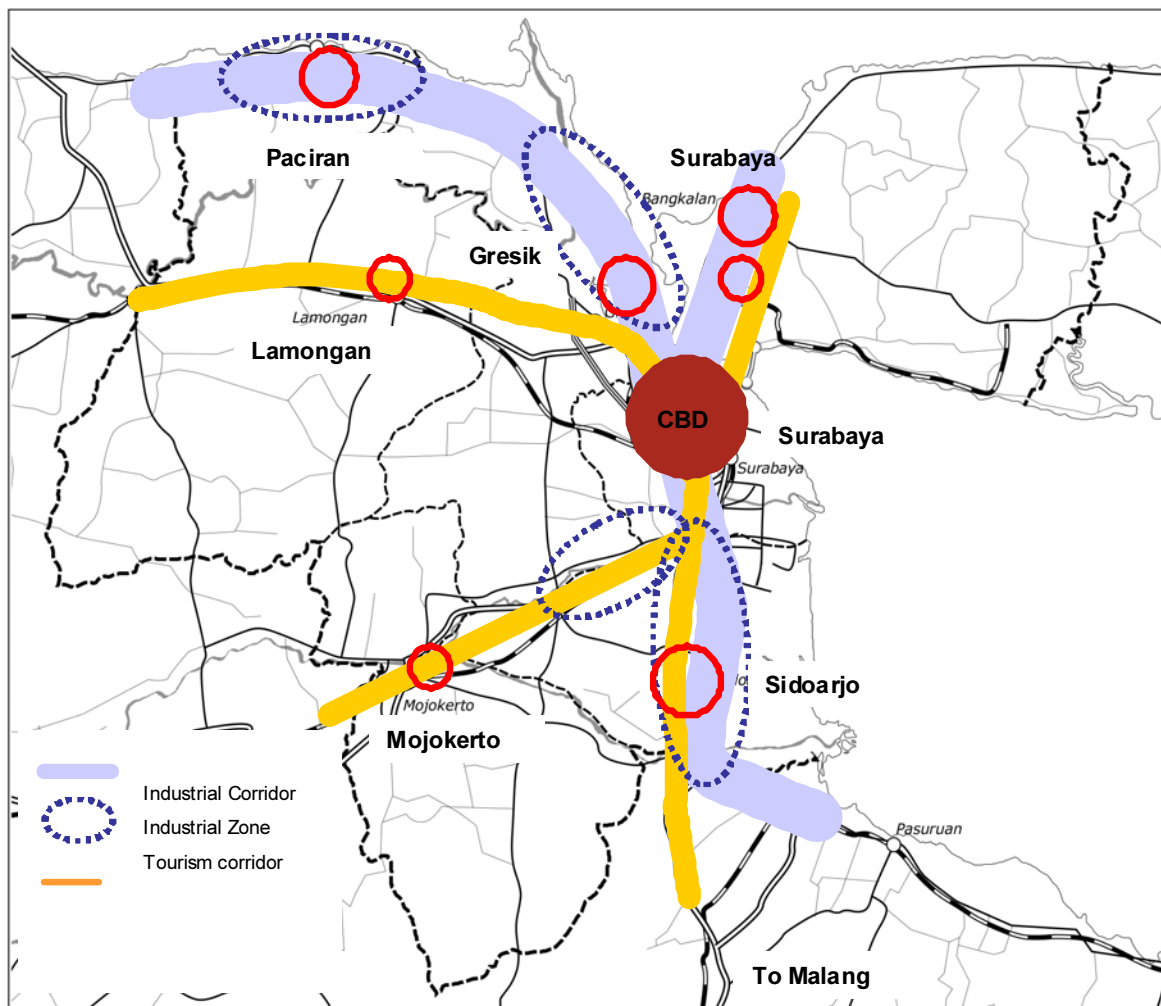 Paciran
Surabaya
Bangkalan
Gresik
Lamongan
Lamongan
CBD
Surabaya
Surabaya
Sidoarjo
Mojokerto
Mojokerto
Industrial Corridor
Industrial Zone
Tourism corridor
Pasuruan
To Malang